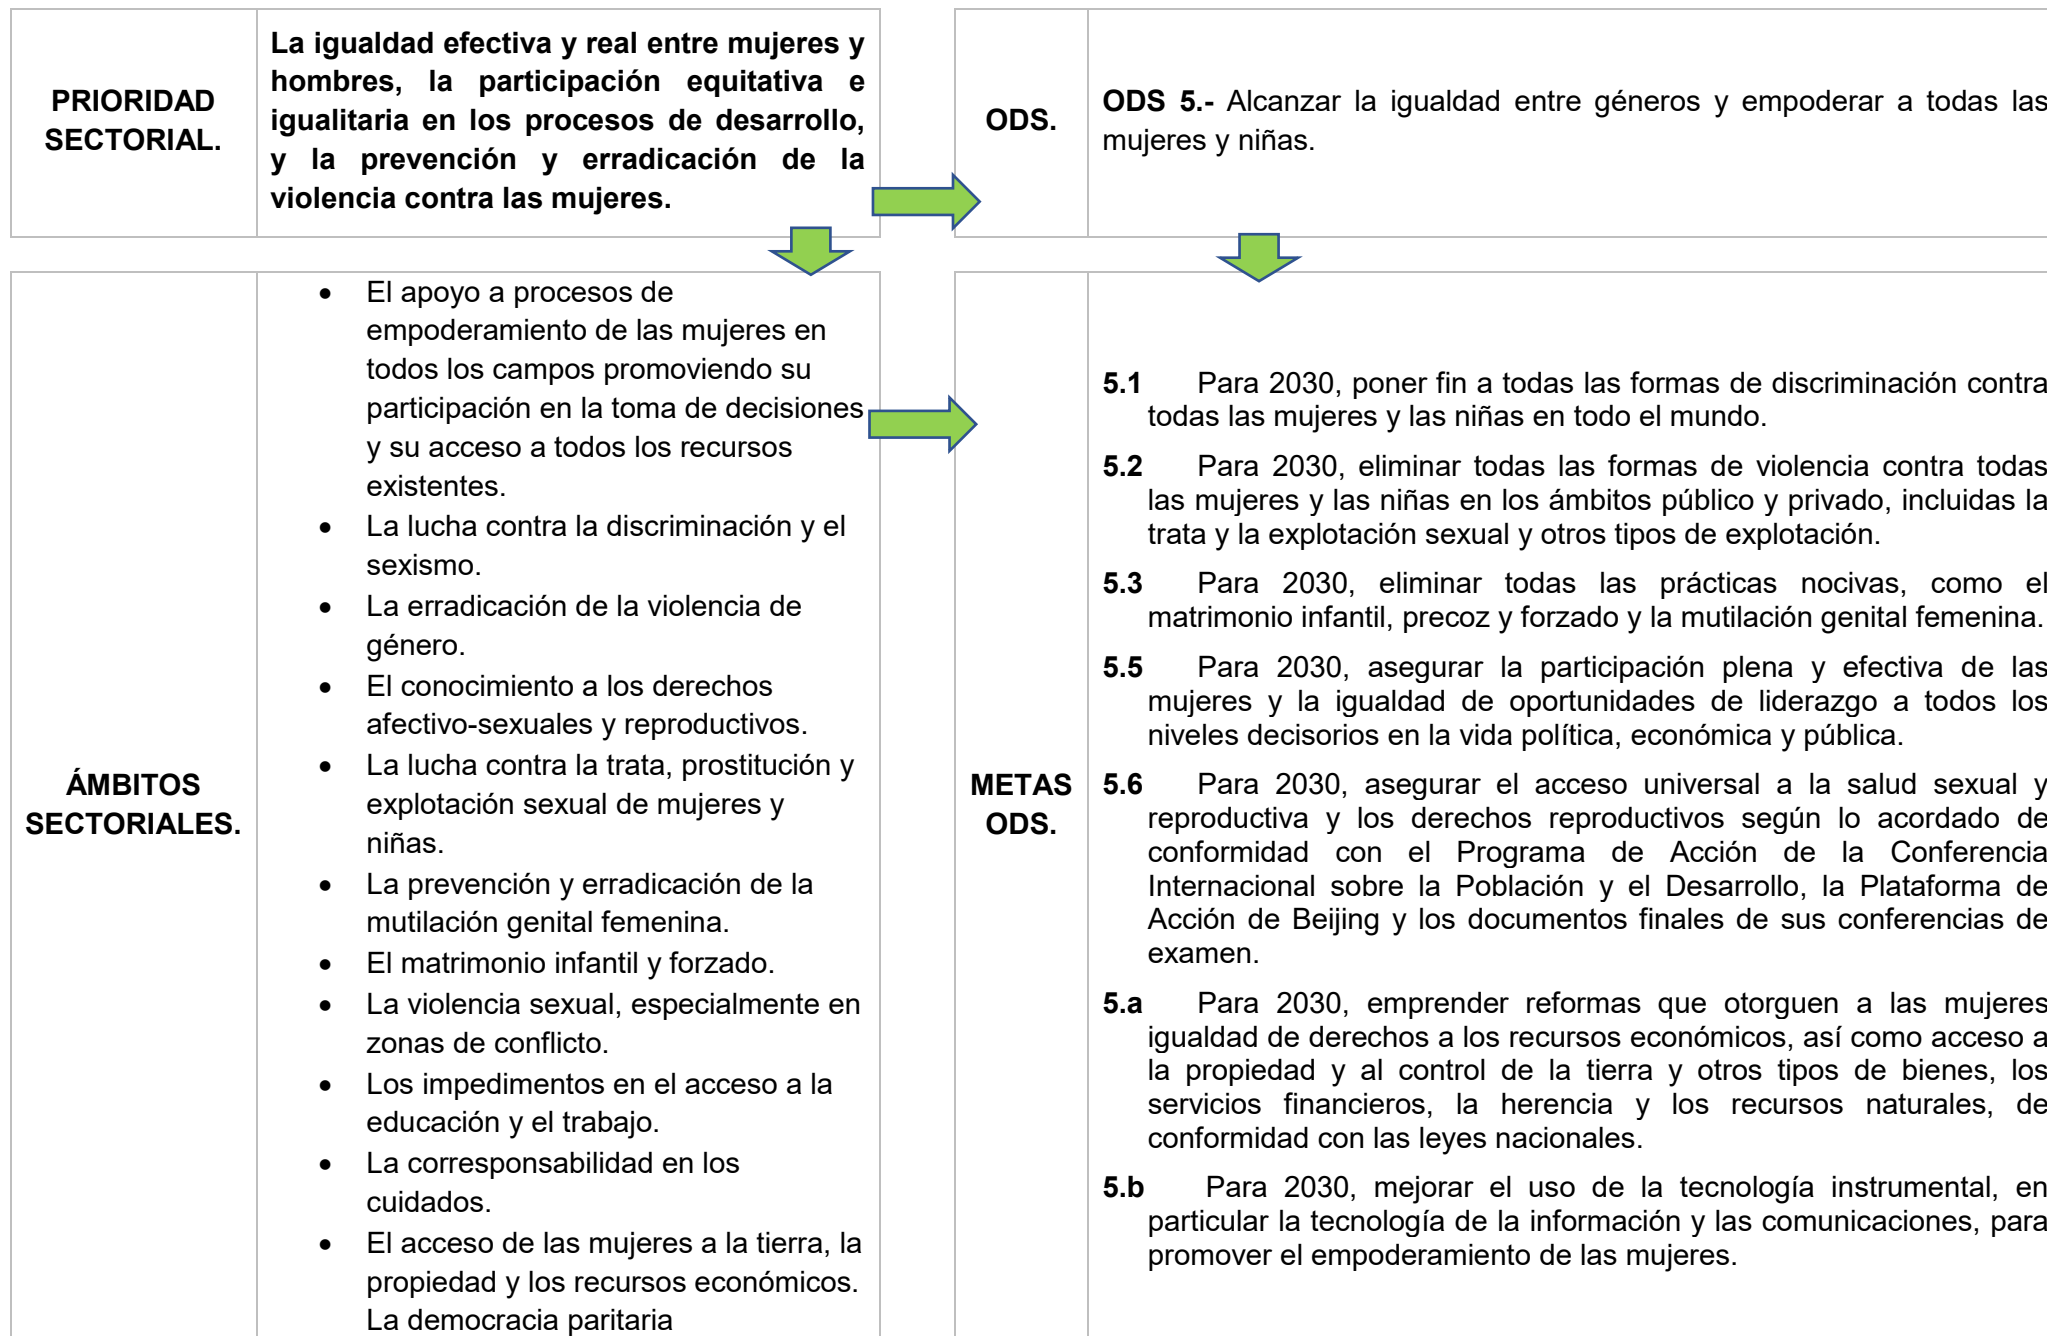 PRIORIDAD
SECTORIAL.
La igualdad efectiva y real entre mujeres y
hombres, la participación equitativa e
igualitaria en los procesos de desarrollo,
y la prevención y erradicación de la
violencia contra las mujeres.
ODS.
ODS 5.- Alcanzar la igualdad entre géneros y empoderar a todas las
mujeres y niñas.
ÁMBITOS
SECTORIALES.
• El apoyo a procesos de
empoderamiento de las mujeres en
todos los campos promoviendo su
participación en la toma de decisiones
y su acceso a todos los recursos
existentes.
• La lucha contra la discriminación y el
sexismo.
• La erradicación de la violencia de
género.
• El conocimiento a los derechos
afectivo-sexuales y reproductivos.
• La lucha contra la trata, prostitución y
explotación sexual de mujeres y
niñas.
• La prevención y erradicación de la
mutilación genital femenina.
• El matrimonio infantil y forzado.
• La violencia sexual, especialmente en
zonas de conflicto.
• Los impedimentos en el acceso a la
educación y el trabajo.
• La corresponsabilidad en los
cuidados.
• El acceso de las mujeres a la tierra, la
propiedad y los recursos económicos.
La democracia paritaria
METAS
ODS.
5.1 Para 2030, poner fin a todas las formas de discriminación contra
todas las mujeres y las niñas en todo el mundo.
5.2 Para 2030, eliminar todas las formas de violencia contra todas
las mujeres y las niñas en los ámbitos público y privado, incluidas la
trata y la explotación sexual y otros tipos de explotación.
5.3 Para 2030, eliminar todas las prácticas nocivas, como el
matrimonio infantil, precoz y forzado y la mutilación genital femenina.
5.5 Para 2030, asegurar la participación plena y efectiva de las
mujeres y la igualdad de oportunidades de liderazgo a todos los
niveles decisorios en la vida política, económica y pública.
5.6 Para 2030, asegurar el acceso universal a la salud sexual y
reproductiva y los derechos reproductivos según lo acordado de
conformidad con el Programa de Acción de la Conferencia
Internacional sobre la Población y el Desarrollo, la Plataforma de
Acción de Beijing y los documentos finales de sus conferencias de
examen.
5.a Para 2030, emprender reformas que otorguen a las mujeres
igualdad de derechos a los recursos económicos, así como acceso a
la propiedad y al control de la tierra y otros tipos de bienes, los
servicios financieros, la herencia y los recursos naturales, de
conformidad con las leyes nacionales.
5.b Para 2030, mejorar el uso de la tecnología instrumental, en
particular la tecnología de la información y las comunicaciones, para
promover el empoderamiento de las mujeres.